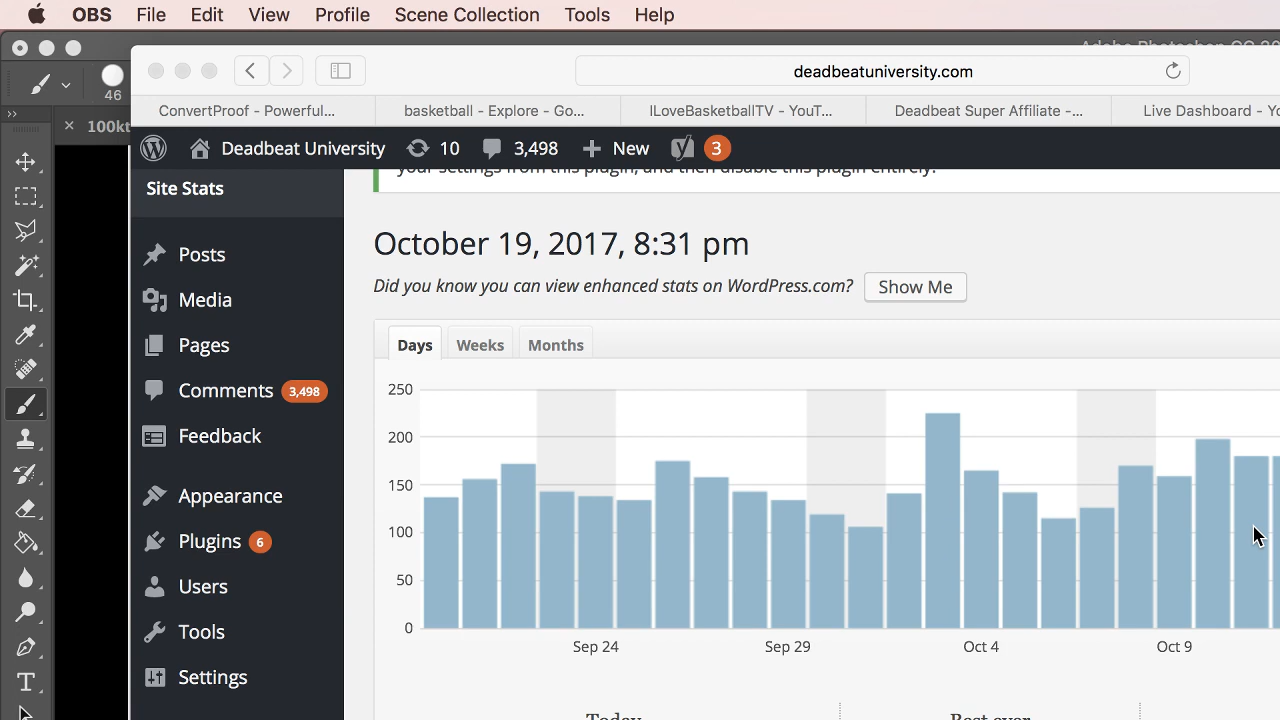 OBS File Edit View Profile Scene Collection Tools Help
46
deadbeatuniversity.com
ConvertProof - Powerful... basketball - Explore - Go... ILoveBasketballTV - YouT... Deadbeat Super Affiliate -... Live Dashboard - Yo
100kt
Deadbeat University 10 3,498 New 3
your settings from this plugin, and then disable this plugin entirely.
Site Stats
Posts
Media
Pages
Comments 3,498
Feedback
Appearance
Plugins 6
Users
Tools
Settings
October 19, 2017, 8:31 pm
Did you know you can view enhanced stats on WordPress.com? Show Me
Days Weeks Months
250
200
150
100
50
0
Sep 24 Sep 29 Oct 4 Oct 9
Today Best ever